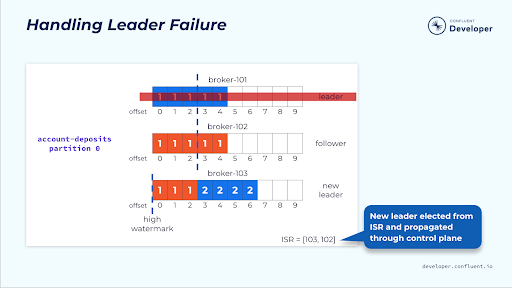 Handling Leader Failure
CONFLUENT
Developer
broker-101
1 1 1 1 1
leader
offset 0 1 2 3 4 5 6 7 8 9
account-deposits
partition 0
broker-102
1 1 1 1 1
follower
offset 0 1 2 3 4 5 6 7 8 9
broker-103
1 1 1 2 2 2 2
new
leader
offset 0 1 2 3 4 5 6 7 8 9
high
watermark
ISR = [103, 102]
New leader elected from
ISR and propagated
through control plane
developer.confluent.io